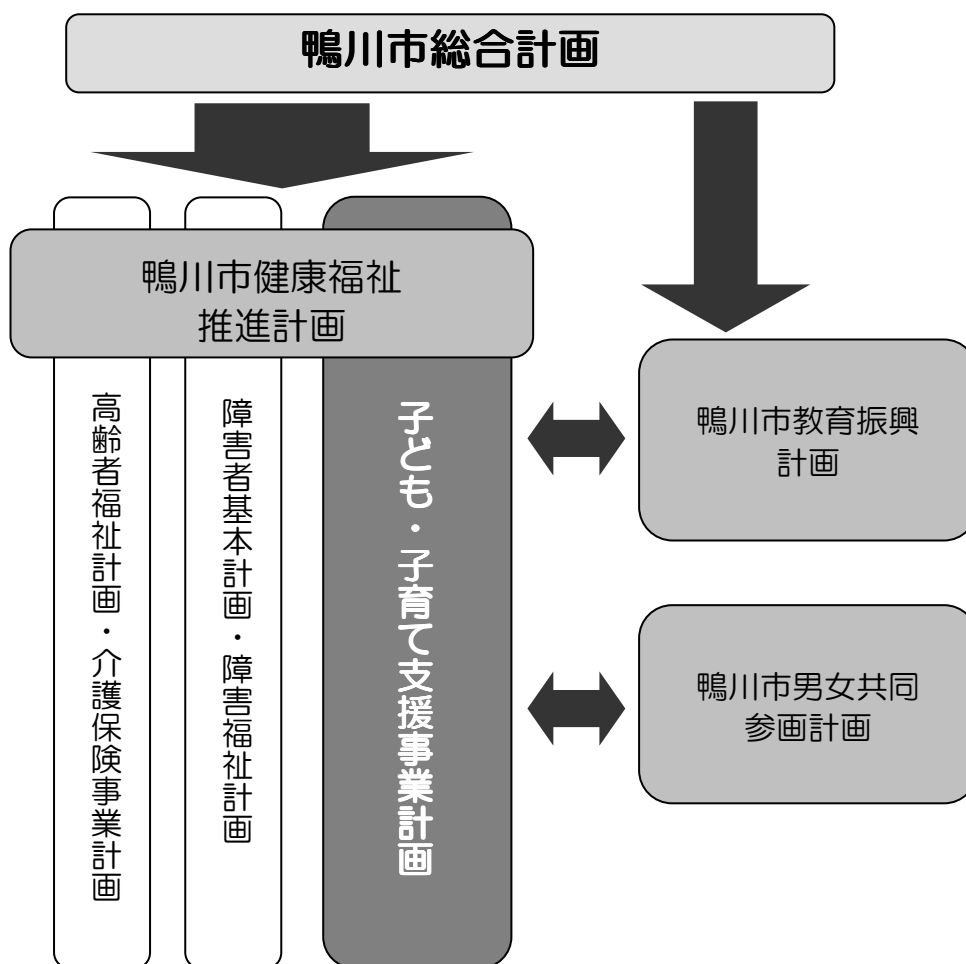 鴨川市総合計画
鴨川市健康福祉
推進計画
高齢者福祉計画・介護保険事業計画
障害者基本計画・障害福祉計画
子ども・子育て支援事業計画
鴨川市教育振興
計画
鴨川市男女共同
参画計画